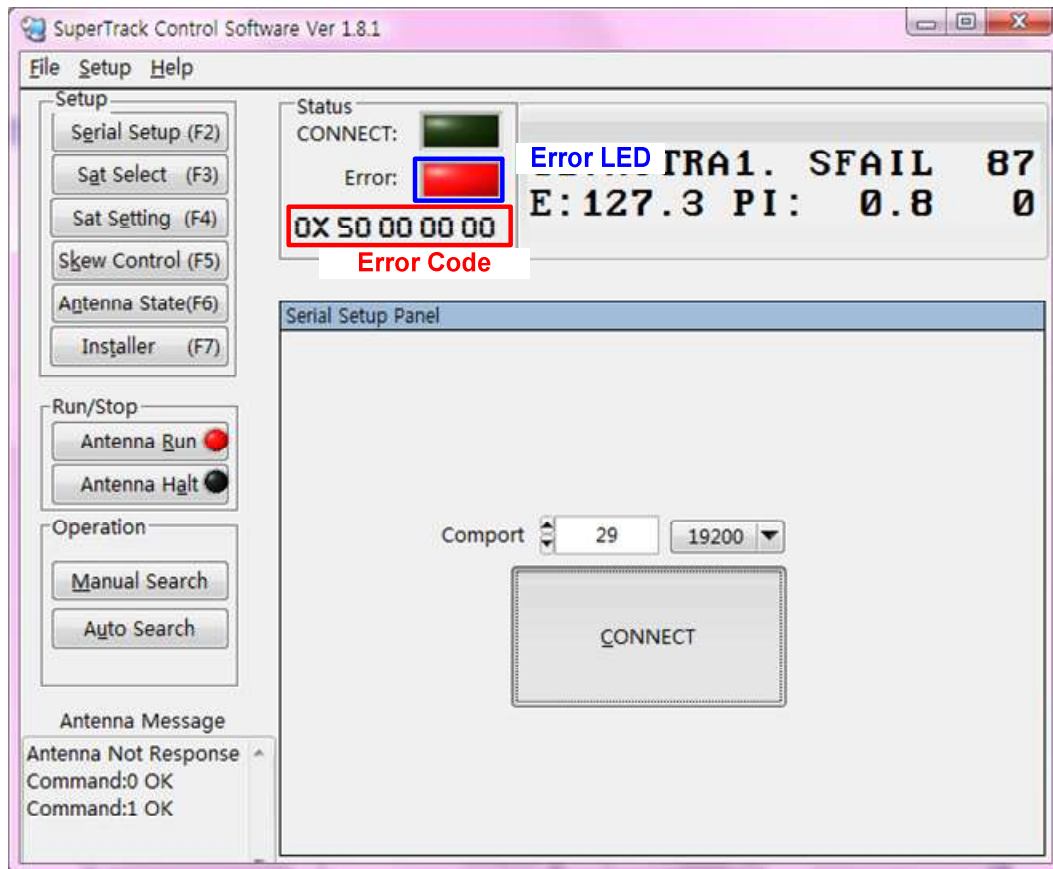 SuperTrack Control Software Ver 1.8.1
File Setup Help
Setup
Serial Setup (F2)
Sat Select (F3)
Sat Setting (F4)
Skew Control (F5)
Antenna State(F6)
Installer (F7)
Status
CONNECT:
Error:
0X 50 00 00 00
Error Code
Error LED
TRA1. SFAIL 87
E:127.3 PI: 0.8 0
Serial Setup Panel
Run/Stop
Antenna Run
Antenna Halt
Operation
Manual Search
Auto Search
Comport 29 19200
CONNECT
Antenna Message
Antenna Not Response
Command:0 OK
Command:1 OK